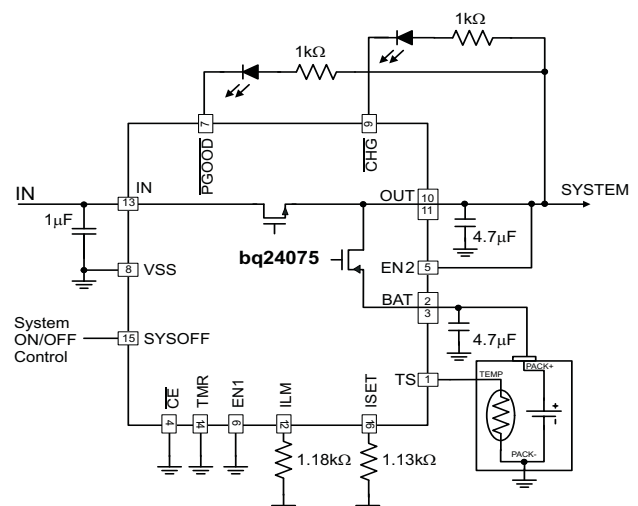 1kΩ
1kΩ
7
9
PGOOD
CHG
IN
IN
13
OUT
10
11
SYSTEM
1μF
4.7μF
bq24075
EN2
5
8
VSS
BAT
2
3
System
ON/OFF
Control
15
SYSOFF
4.7μF
TS
1
TEMP
PACK+
+
-
PACK-
CE
TMR
EN1
ILM
ISET
4
14
6
12
16
1.18kΩ
1.13kΩ